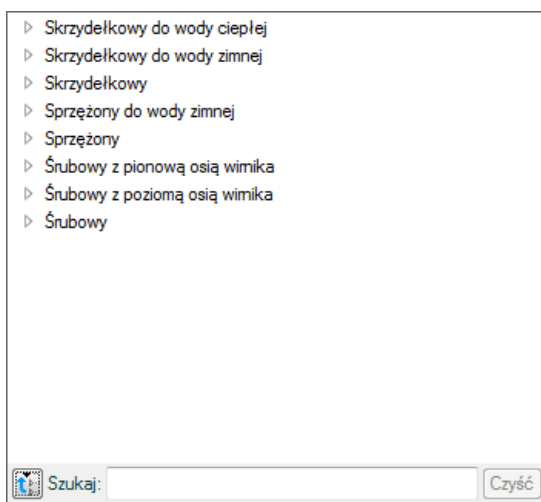 Skrzydełkowy do wody ciepłej
Skrzydełkowy do wody zimnej
Skrzydełkowy
Sprzężony do wody zimnej
Sprzężony
Śrubowy z pionową osią wirnika
Śrubowy z poziomą osią wirnika
Śrubowy
Szukaj: Czyść